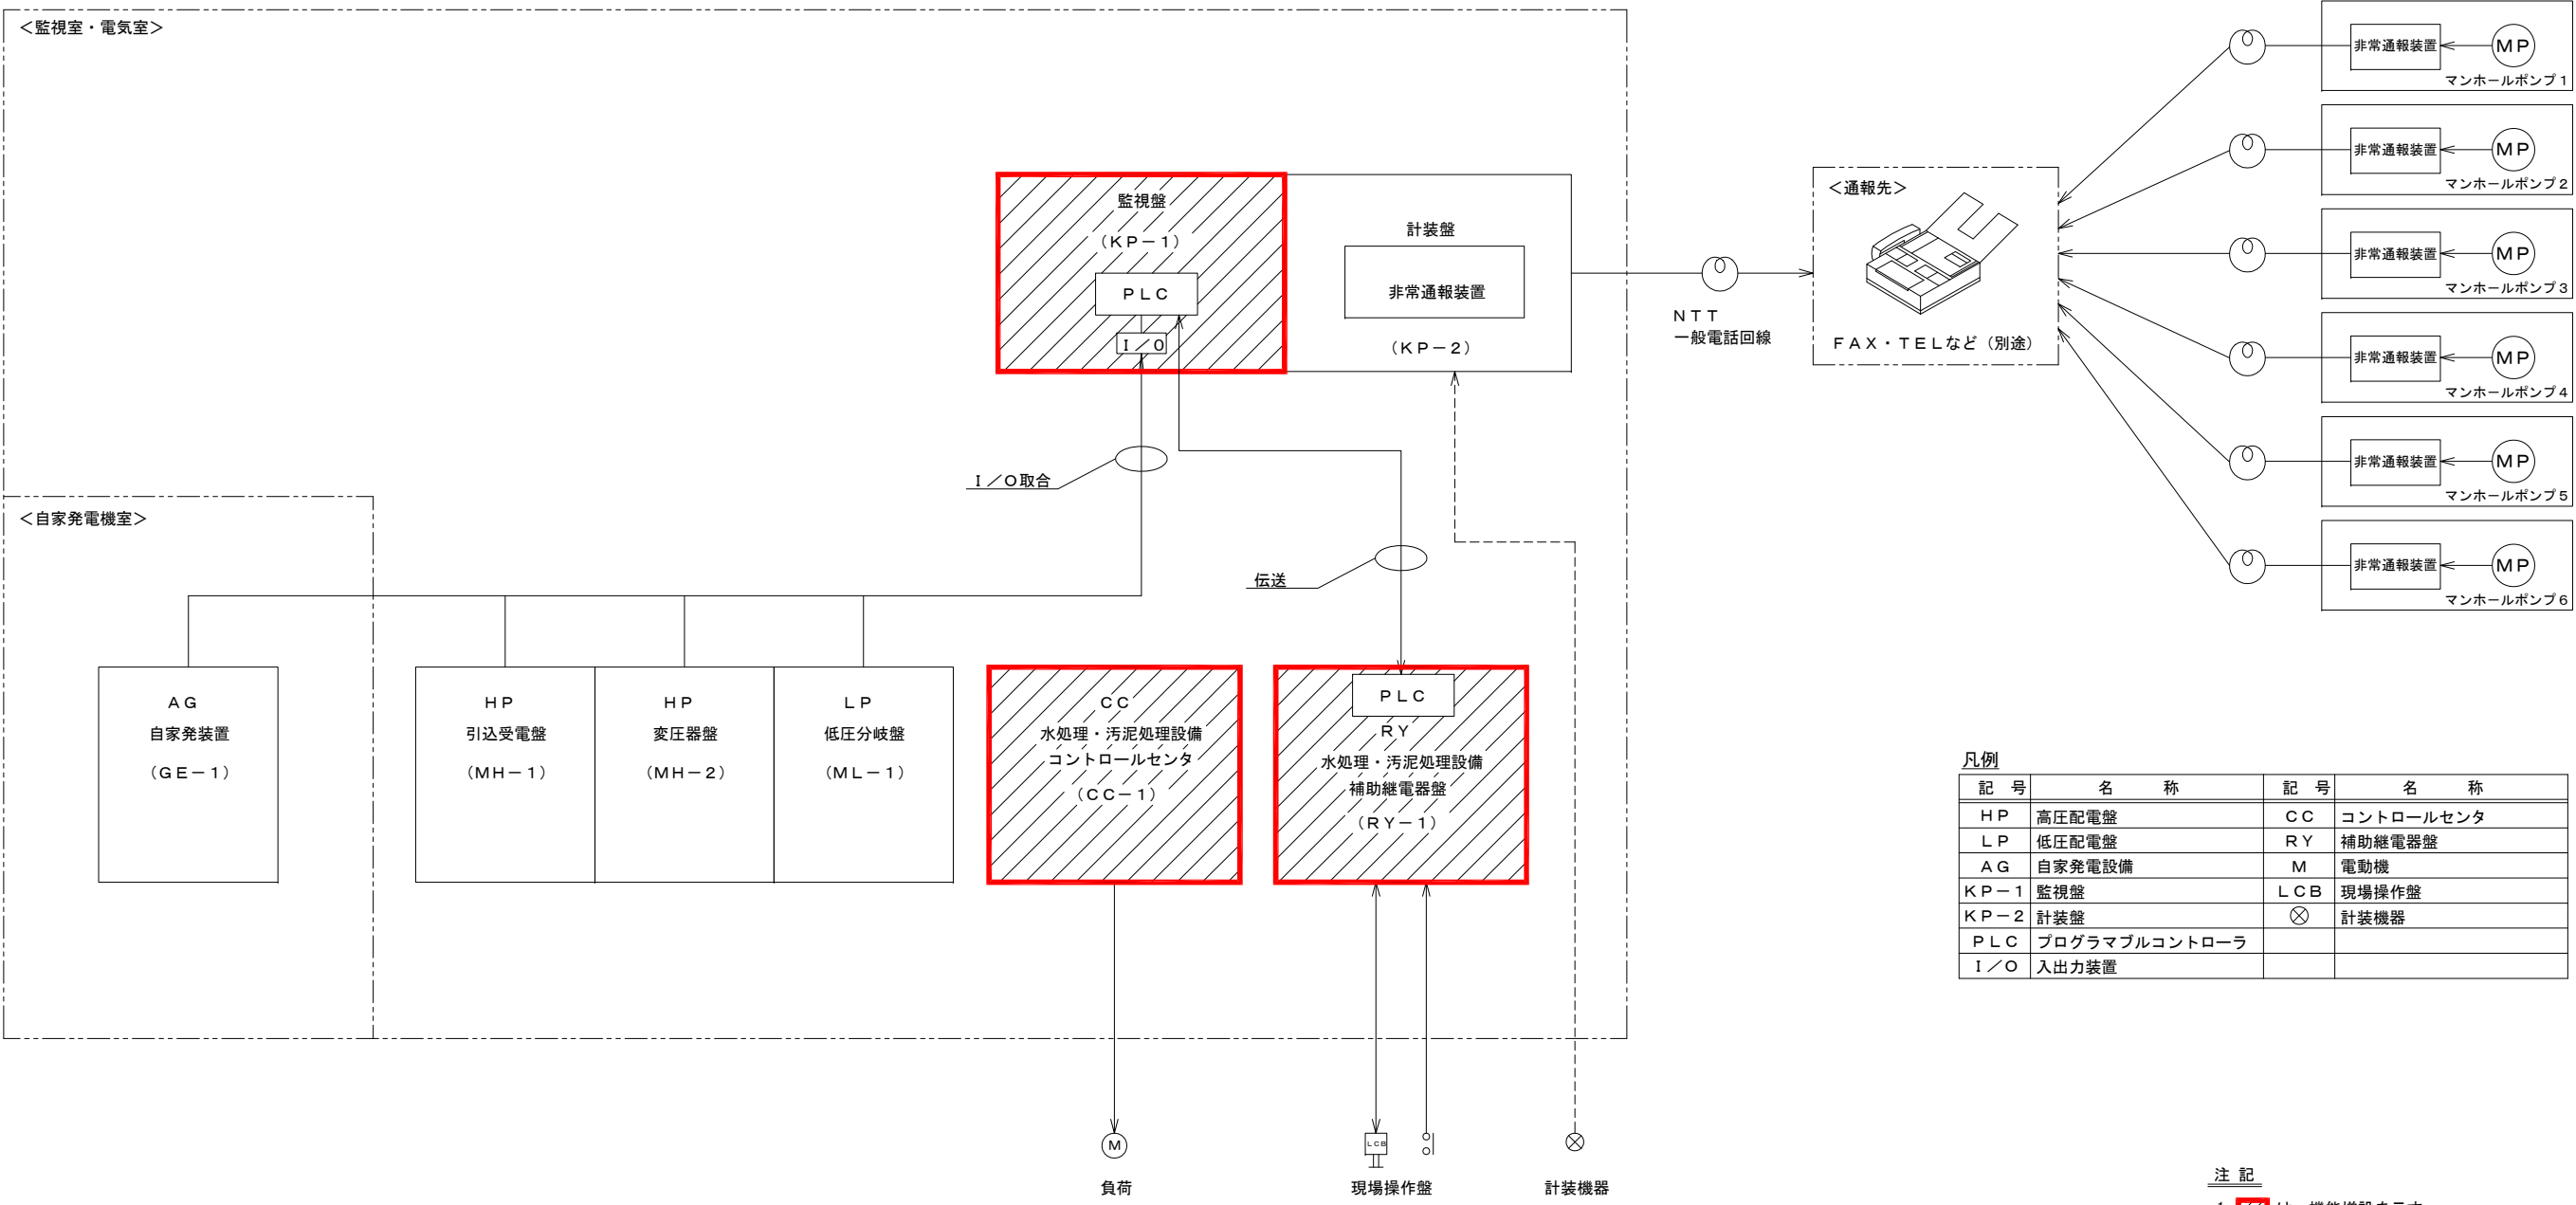 ＜監視室・電気室＞
監視盤
（ＫＰ－１）
ＰＬＣ
Ｉ／Ｏ
計装盤
非常通報装置
（ＫＰ－２）
ＮＴＴ
一般電話回線
＜通報先＞
ＦＡＸ・ＴＥＬなど（別途）
非常通報装置
ＭＰ
マンホールポンプ１
非常通報装置
ＭＰ
マンホールポンプ２
非常通報装置
ＭＰ
マンホールポンプ３
非常通報装置
ＭＰ
マンホールポンプ４
非常通報装置
ＭＰ
マンホールポンプ５
非常通報装置
ＭＰ
マンホールポンプ６
Ｉ／Ｏ取合
伝送
＜自家発電機室＞
ＡＧ
自家発装置
（ＧＥ－１）
ＨＰ
引込受電盤
（ＭＨ－１）
ＨＰ
変圧器盤
（ＭＨ－２）
ＬＰ
低圧分岐盤
（ＭＬ－１）
ＣＣ
水処理・汚泥処理設備
コントロールセンタ
（ＣＣ－１）
ＰＬＣ
ＲＹ
水処理・汚泥処理設備
補助継電器盤
（ＲＹ－１）
Ｍ
負荷
ＬＣＢ
現場操作盤
計装機器
凡例
記　号　名　称　記　号　名　称
ＨＰ　高圧配電盤　ＣＣ　コントロールセンタ
ＬＰ　低圧配電盤　ＲＹ　補助継電器盤
ＡＧ　自家発電設備　Ｍ　電動機
ＫＰ－１　監視盤　ＬＣＢ　現場操作盤
ＫＰ－２　計装盤　⊗　計装機器
ＰＬＣ　プログラマブルコントローラ
Ｉ／Ｏ　入出力装置
注 記